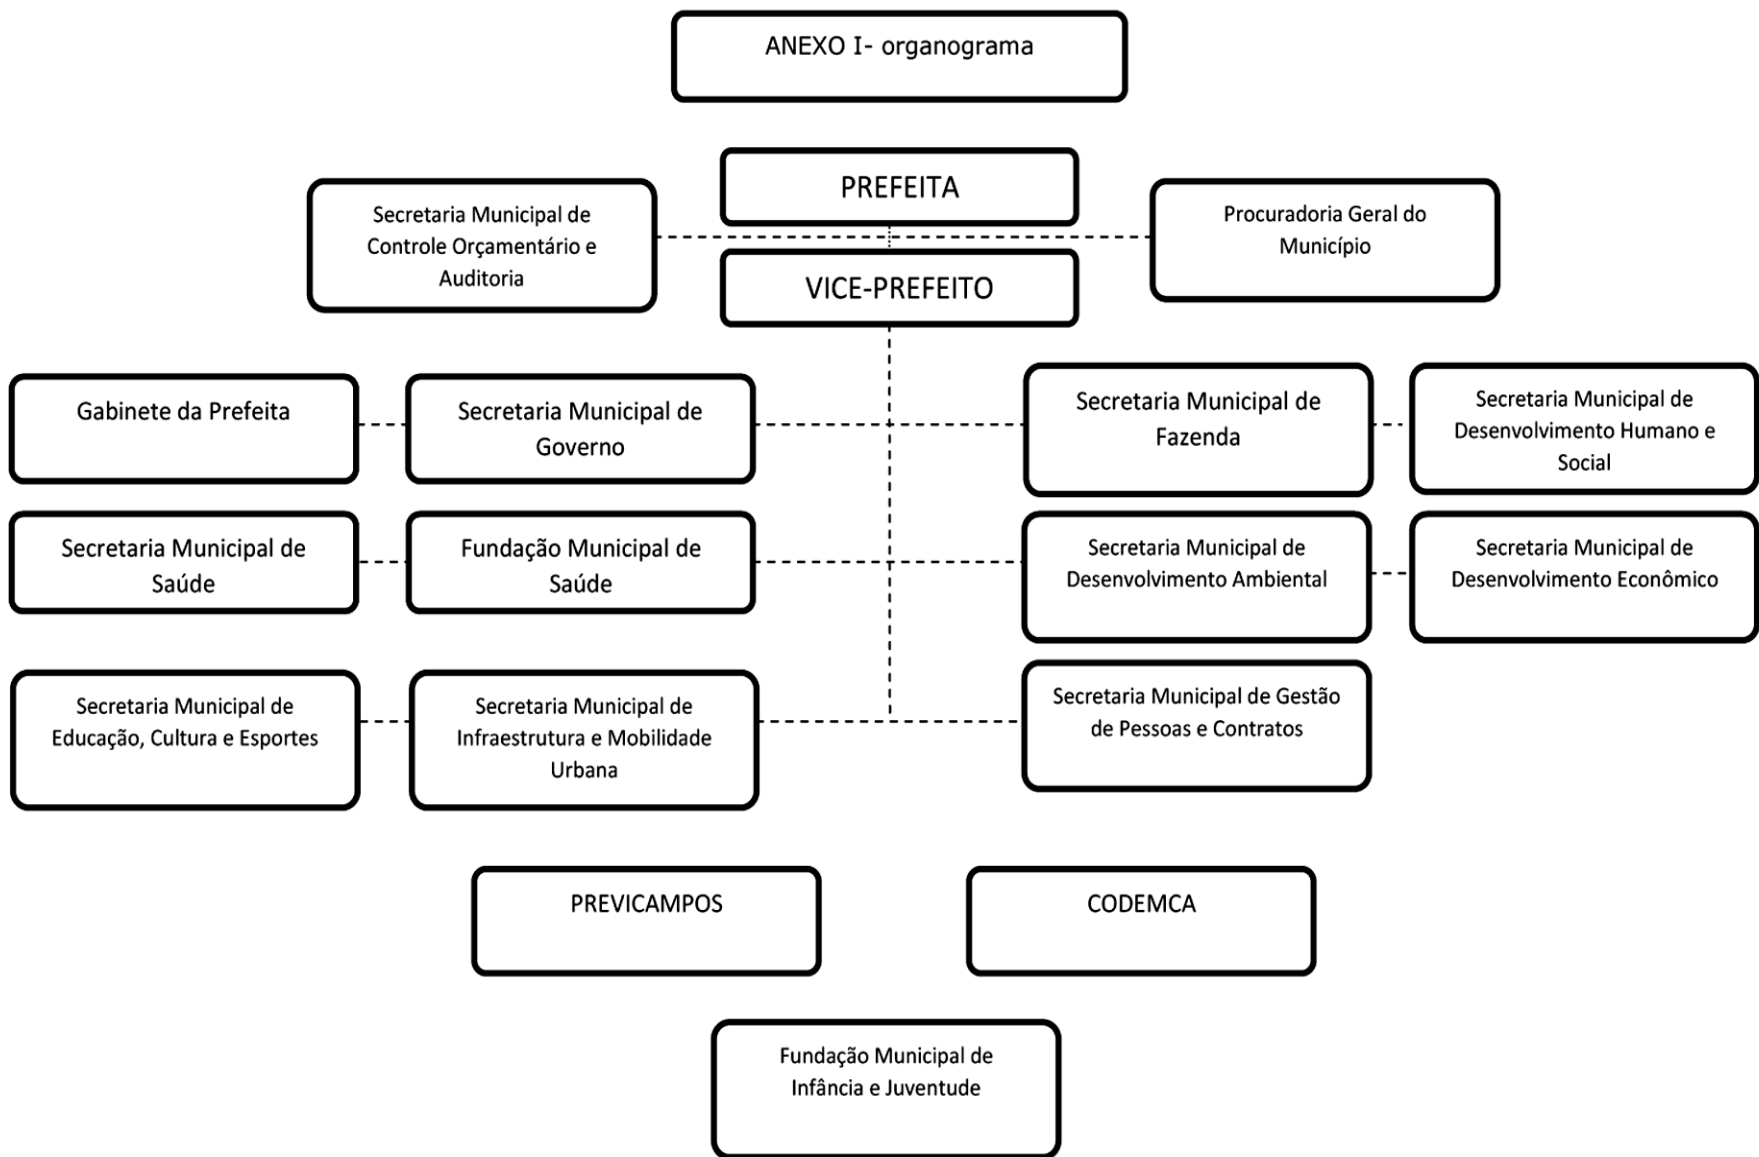 ANEXO I- organograma
PREFEITA
Secretaria Municipal de
Controle Orçamentário e
Auditoria
Procuradoria Geral do
Município
VICE-PREFEITO
Gabinete da Prefeita
Secretaria Municipal de
Governo
Secretaria Municipal de
Fazenda
Secretaria Municipal de
Desenvolvimento Humano e
Social
Secretaria Municipal de
Saúde
Fundação Municipal de
Saúde
Secretaria Municipal de
Desenvolvimento Ambiental
Secretaria Municipal de
Desenvolvimento Econômico
Secretaria Municipal de
Educação, Cultura e Esportes
Secretaria Municipal de
Infraestrutura e Mobilidade
Urbana
Secretaria Municipal de Gestão
de Pessoas e Contratos
PREVICAMPOS
CODEMCA
Fundação Municipal de
Infância e Juventude